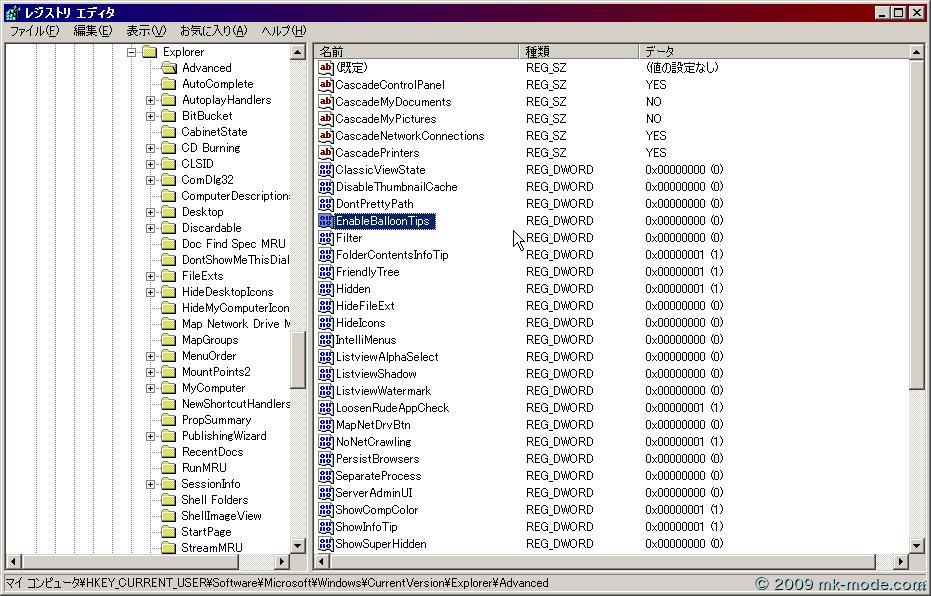 レジストリ エディタ
ファイル(F) 編集(E) 表示(V) お気に入り(A) ヘルプ(H)
Explorer
Advanced
AutoComplete
AutoplayHandlers
BitBucket
CabinetState
CD Burning
CLSID
ComDlg32
ComputerDescription
Desktop
Discardable
Doc Find Spec MRU
DontShowMeThisDial
FileExts
HideDesktopIcons
HideMyComputerIcon
Map Network Drive M
MapGroups
MenuOrder
MountPoints2
MyComputer
NewShortcutHandlers
PropSummary
PublishingWizard
RecentDocs
RunMRU
SessionInfo
Shell Folders
ShellImageView
StartPage
StreamMRU
名前 種類 データ
(既定) REG_SZ (値の設定なし)
CascadeControlPanel REG_SZ YES
CascadeMyDocuments REG_SZ NO
CascadeMyPictures REG_SZ NO
CascadeNetworkConnections REG_SZ YES
CascadePrinters REG_SZ YES
ClassicViewState REG_DWORD 0x00000000 (0)
DisableThumbnailCache REG_DWORD 0x00000000 (0)
DontPrettyPath REG_DWORD 0x00000000 (0)
EnableBalloonTips REG_DWORD 0x00000000 (0)
Filter REG_DWORD 0x00000000 (0)
FolderContentsInfoTip REG_DWORD 0x00000001 (1)
FriendlyTree REG_DWORD 0x00000001 (1)
Hidden REG_DWORD 0x00000001 (1)
HideFileExt REG_DWORD 0x00000000 (0)
HideIcons REG_DWORD 0x00000000 (0)
IntelliMenus REG_DWORD 0x00000000 (0)
ListviewAlphaSelect REG_DWORD 0x00000000 (0)
ListviewShadow REG_DWORD 0x00000000 (0)
ListviewWatermark REG_DWORD 0x00000000 (0)
LoosenRudeAppCheck REG_DWORD 0x00000001 (1)
MapNetDrvBtn REG_DWORD 0x00000000 (0)
NoNetCrawling REG_DWORD 0x00000001 (1)
PersistBrowsers REG_DWORD 0x00000000 (0)
SeparateProcess REG_DWORD 0x00000000 (0)
ServerAdminUI REG_DWORD 0x00000000 (0)
ShowCompColor REG_DWORD 0x00000001 (1)
ShowInfoTip REG_DWORD 0x00000001 (1)
ShowSuperHidden REG_DWORD 0x00000000 (0)
マイ コンピュータ¥HKEY_CURRENT_USER¥Software¥Microsoft¥Windows¥CurrentVersion¥Explorer¥Advanced
© 2009 mk-mode.com